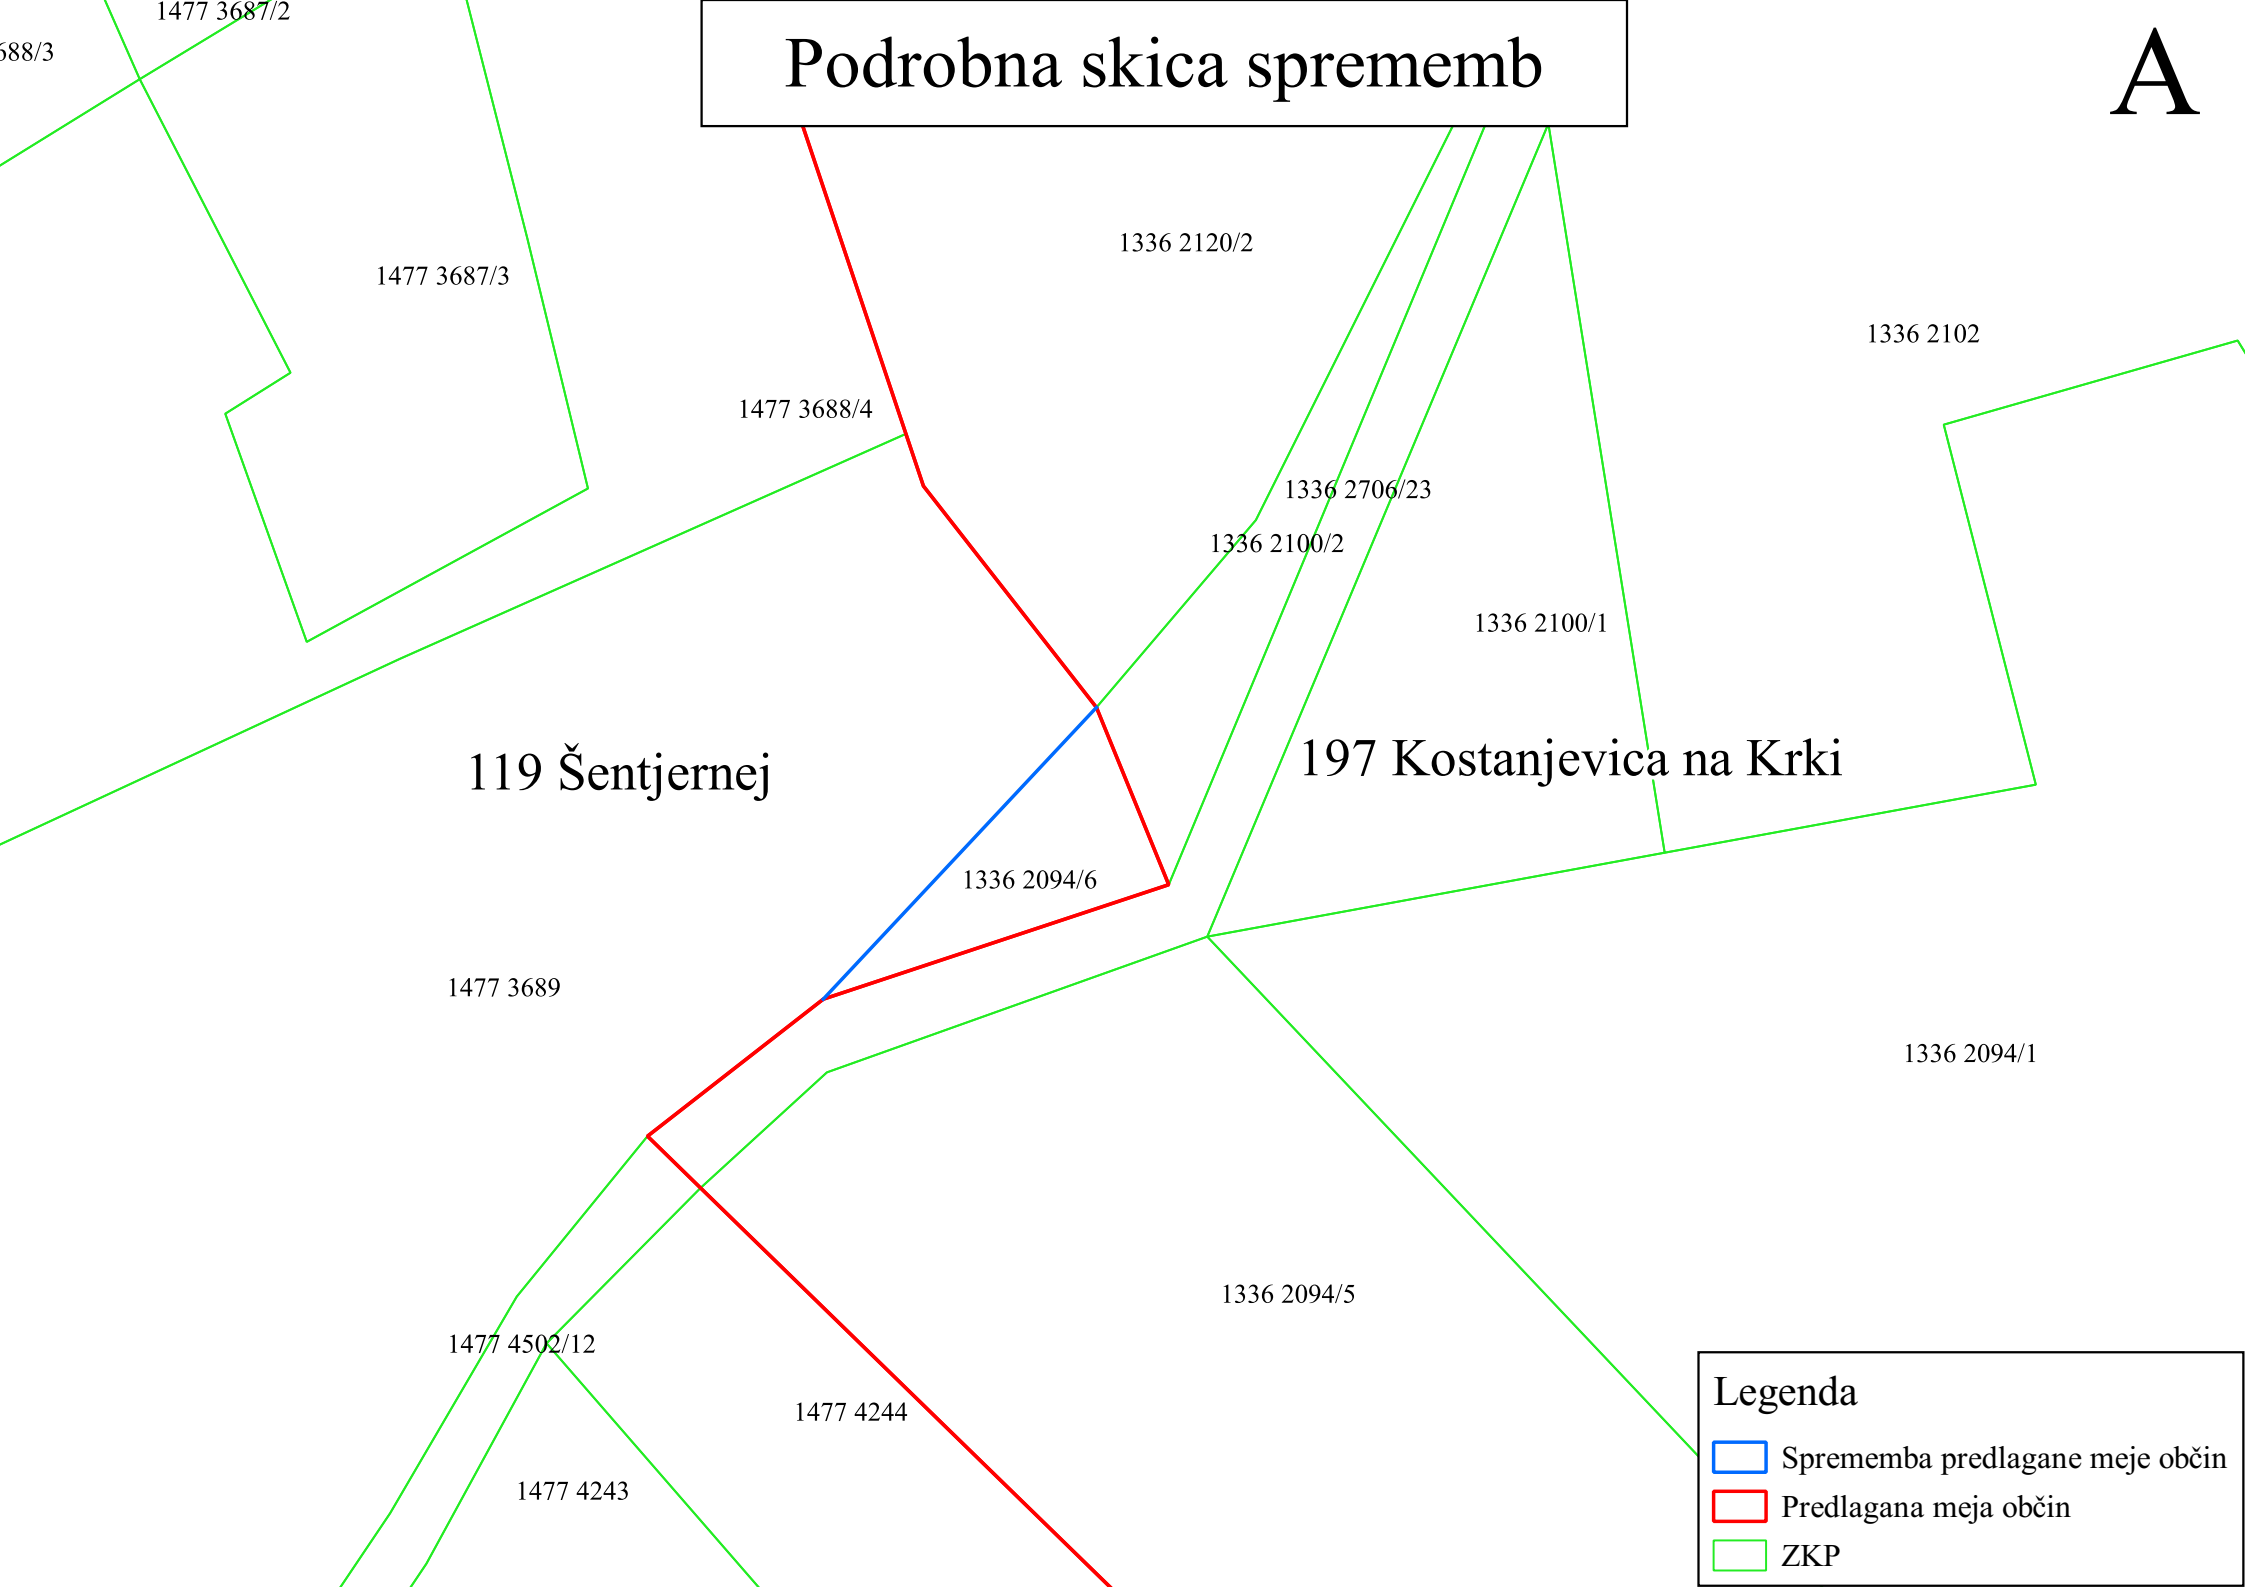 1477 3687/2
688/3
Podrobna skica sprememb
A
1336 2120/2
1477 3687/3
1336 2102
1477 3688/4
1336 2706/23
1336 2100/2
1336 2100/1
119 Šentjernej
197 Kostanjevica na Krki
1336 2094/6
1477 3689
1336 2094/1
1336 2094/5
1477 4502/12
1477 4244
1477 4243
Legenda
Sprememba predlagane meje občin
Predlagana meja občin
ZKP